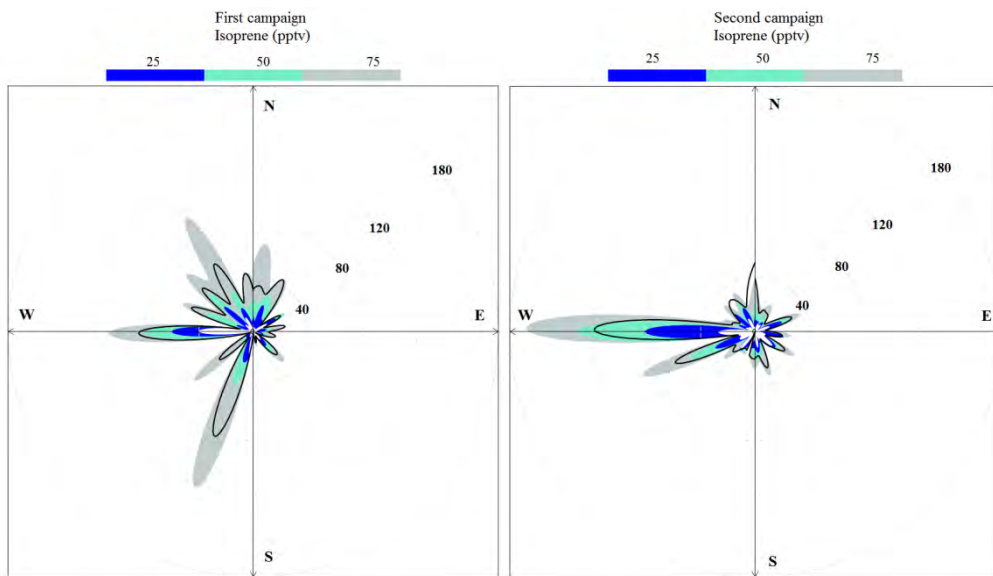 First campaign
Isoprene (pptv)
25 50 75
N
180
120
80
40
W E
S
Second campaign
Isoprene (pptv)
25 50 75
N
180
120
80
40
W E
S